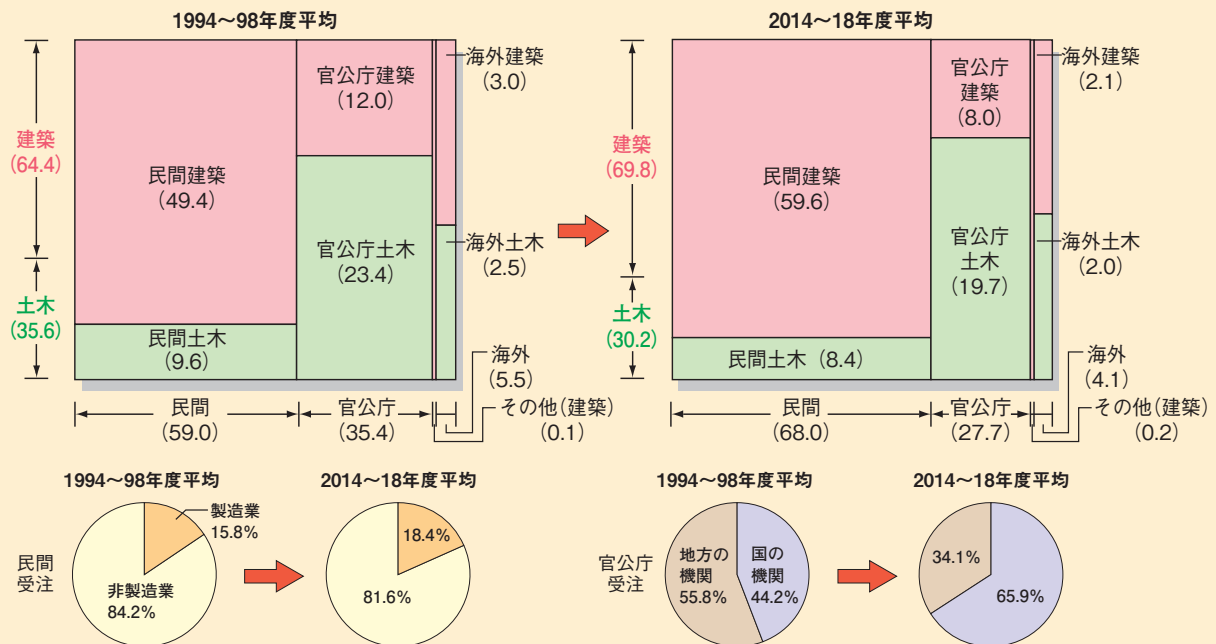 1994～98年度平均
建築
(64.4)
土木
(35.6)
民間建築
(49.4)
民間土木
(9.6)
官公庁建築
(12.0)
官公庁土木
(23.4)
海外建築
(3.0)
海外土木
(2.5)
海外
(5.5)
その他(建築)
(0.1)
民間
(59.0)
官公庁
(35.4)
2014～18年度平均
建築
(69.8)
土木
(30.2)
民間建築
(59.6)
民間土木(8.4)
官公庁
建築
(8.0)
官公庁
土木
(19.7)
海外建築
(2.1)
海外土木
(2.0)
海外
(4.1)
その他(建築)
(0.2)
民間
(68.0)
官公庁
(27.7)
民間
受注
1994～98年度平均
製造業
15.8%
非製造業
84.2%
2014～18年度平均
18.4%
81.6%
官公庁
受注
1994～98年度平均
地方の
機関
55.8%
国の
機関
44.2%
2014～18年度平均
34.1%
65.9%